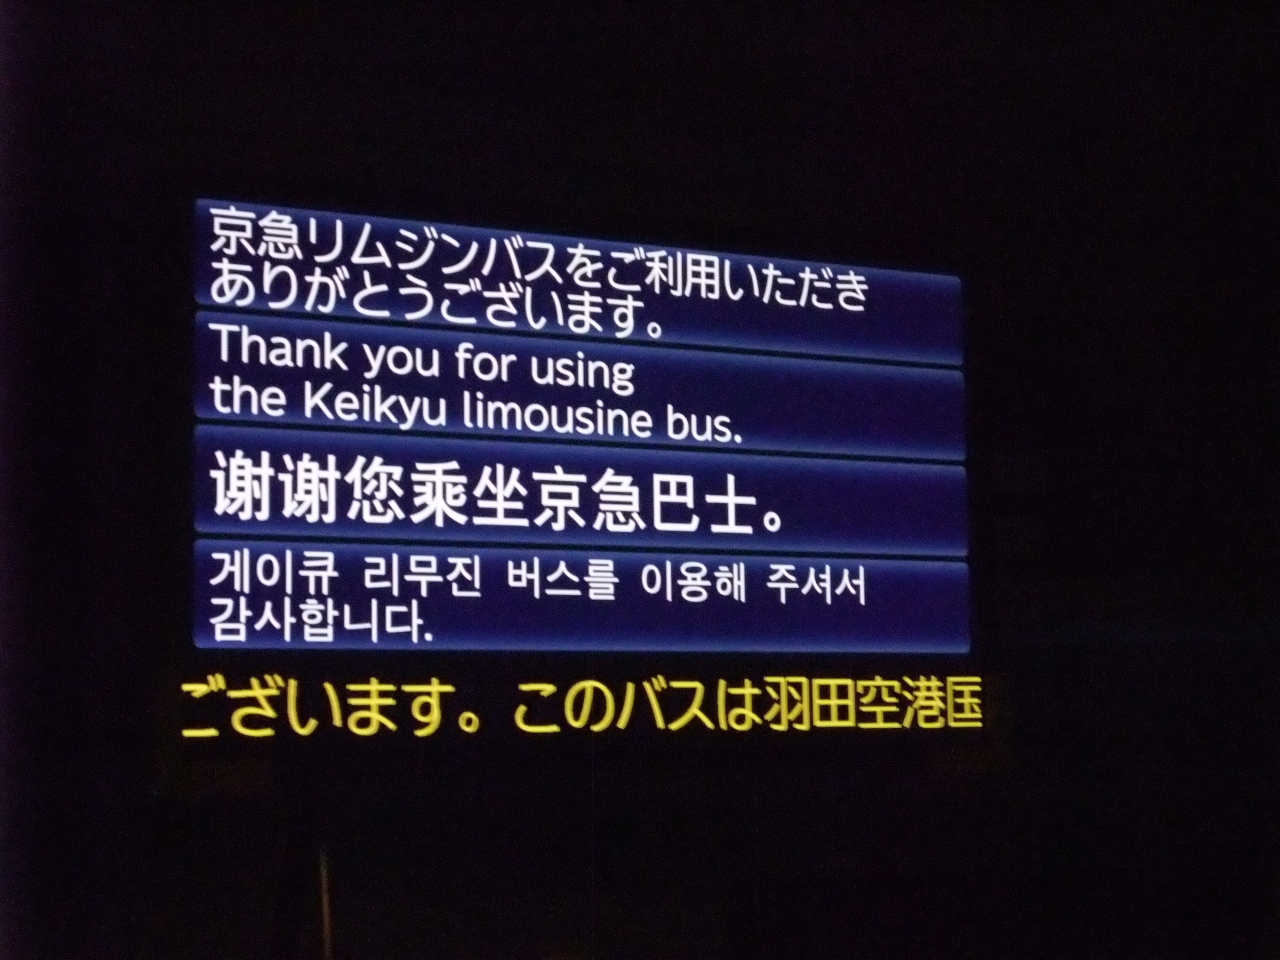 京急リムジンバスをご利用いただき
ありがとうございます。
Thank you for using
the Keikyu limousine bus.
谢谢您乘坐京急巴士。
게이큐 리무진 버스를 이용해 주셔서
감사합니다.
ございます。このバスは羽田空港国